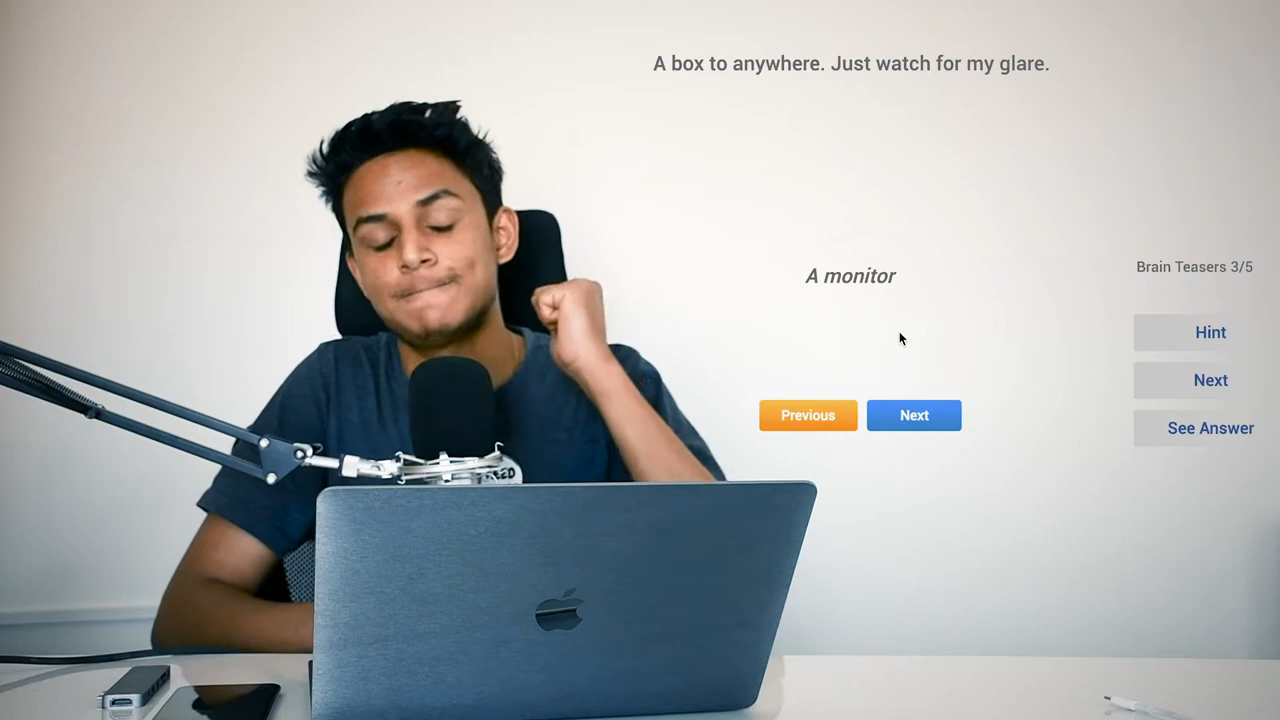 A box to anywhere. Just watch for my glare.
A monitor
Brain Teasers 3/5
Hint
Next
See Answer
Previous
Next